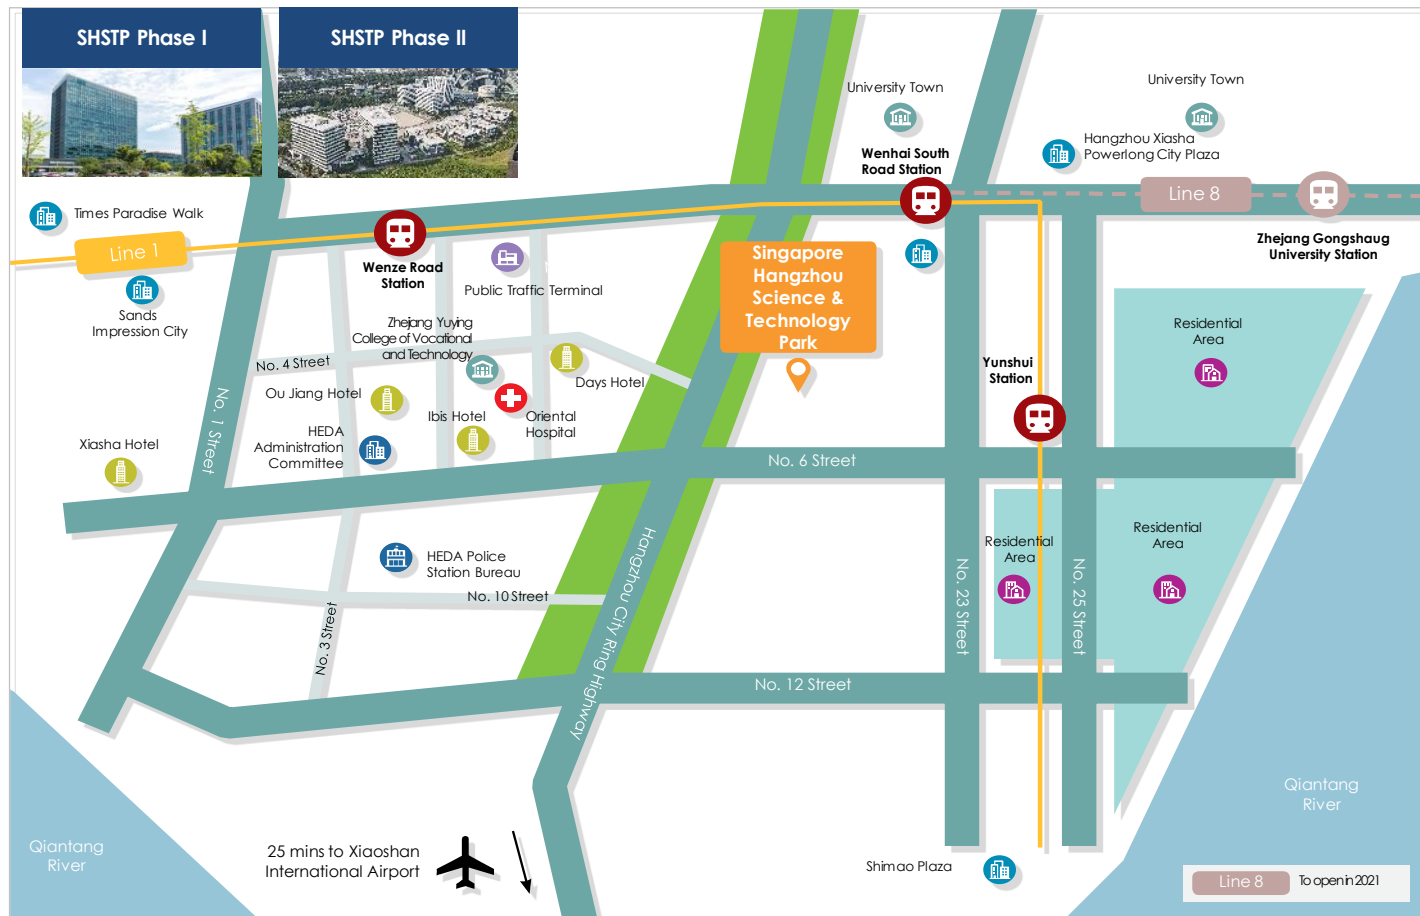 SHSTP Phase I
SHSTP Phase II
University Town
University Town
Hangzhou Xiasha
Powerlong City Plaza
Wenhai South
Road Station
Line 8
Times Paradise Walk
Line 1
Wenze Road
Station
Public Traffic Terminal
Singapore
Hangzhou
Science &
Technology
Park
Zhejang Gongshaug
University Station
Sands
Impression City
Zhejang Yuying
College of Vocational
and Technology
Residential
Area
No. 4 Street
Days Hotel
Yunshui
Station
Ou Jiang Hotel
Ibis Hotel
Oriental
Hospital
No. 1 Street
HEDA
Administration
Committee
Xiasha Hotel
No. 6 Street
HEDA Police
Station Bureau
Residential
Area
Residential
Area
No. 10 Street
No. 3 Street
Hangzhou City Ring Highway
No. 23 Street
No. 25 Street
No. 12 Street
Qiantang
River
Qiantang
River
25 mins to Xiaoshan
International Airport
Shimao Plaza
Line 8
To open in 2021